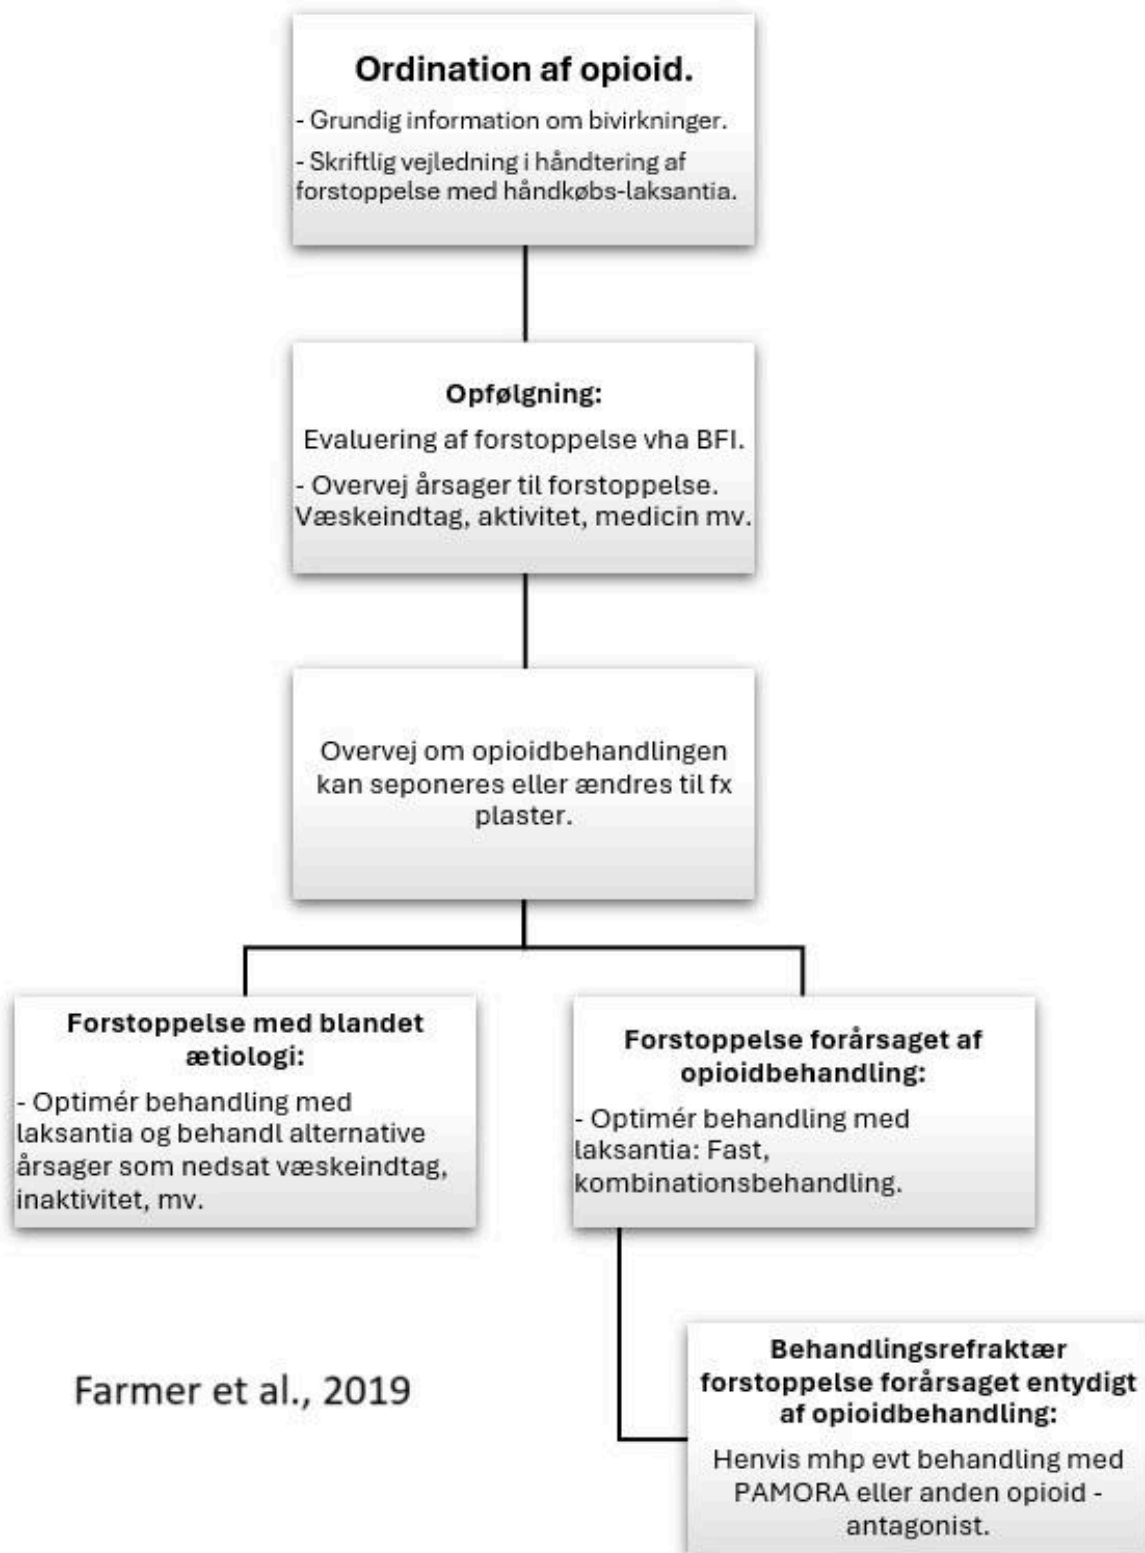 Ordination af opioid.
- Grundig information om bivirkninger.
- Skriftlig vejledning i håndtering af
forstoppelse med håndkøbs-laksantia.
Opfølgning:
Evaluering af forstoppelse vha BFI.
- Overvej årsager til forstoppelse.
Væskeindtag, aktivitet, medicin mv.
Overvej om opioidbehandlingen
kan seponeres eller ændres til fx
plaster.
Forstoppelse med blandet
ætiologi:
- Optimér behandling med
laksantia og behandl alternative
årsager som nedsat væskeindtag,
inaktivitet, mv.
Forstoppelse forårsaget af
opioidbehandling:
- Optimér behandling med
laksantia: Fast,
kombinationsbehandling.
Behandlingsrefraktær
forstoppelse forårsaget entydigt
af opioidbehandling:
Henvis mhp evt behandling med
PAMORA eller anden opioid -
antagonist.
Farmer et al., 2019